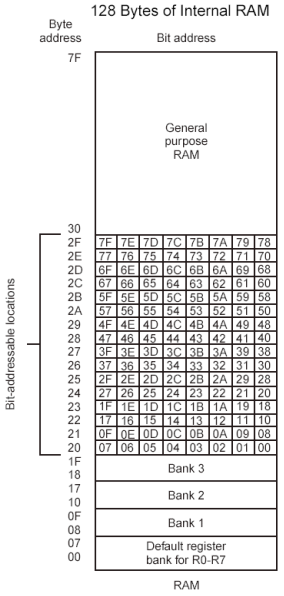 128 Bytes of Internal RAM
Byte address
Bit address
7F
General
purpose
RAM
30
2F 7F 7E 7D 7C 7B 7A 79 78
2E 77 76 75 74 73 72 71 70
2D 6F 6E 6D 6C 6B 6A 69 68
2C 67 66 65 64 63 62 61 60
2B 5F 5E 5D 5C 5B 5A 59 58
2A 57 56 55 54 53 52 51 50
29 4F 4E 4D 4C 4B 4A 49 48
28 47 46 45 44 43 42 41 40
27 3F 3E 3D 3C 3B 3A 39 38
26 37 36 35 34 33 32 31 30
25 2F 2E 2D 2C 2B 2A 29 28
24 27 26 25 24 23 22 21 20
23 1F 1E 1D 1C 1B 1A 19 18
22 17 16 15 14 13 12 11 10
21 0F 0E 0D 0C 0B 0A 09 08
20 07 06 05 04 03 02 01 00
Bit-addressable locations
1F
18
Bank 3
17
10
Bank 2
0F
08
Bank 1
07
00
Default register
bank for R0-R7
RAM